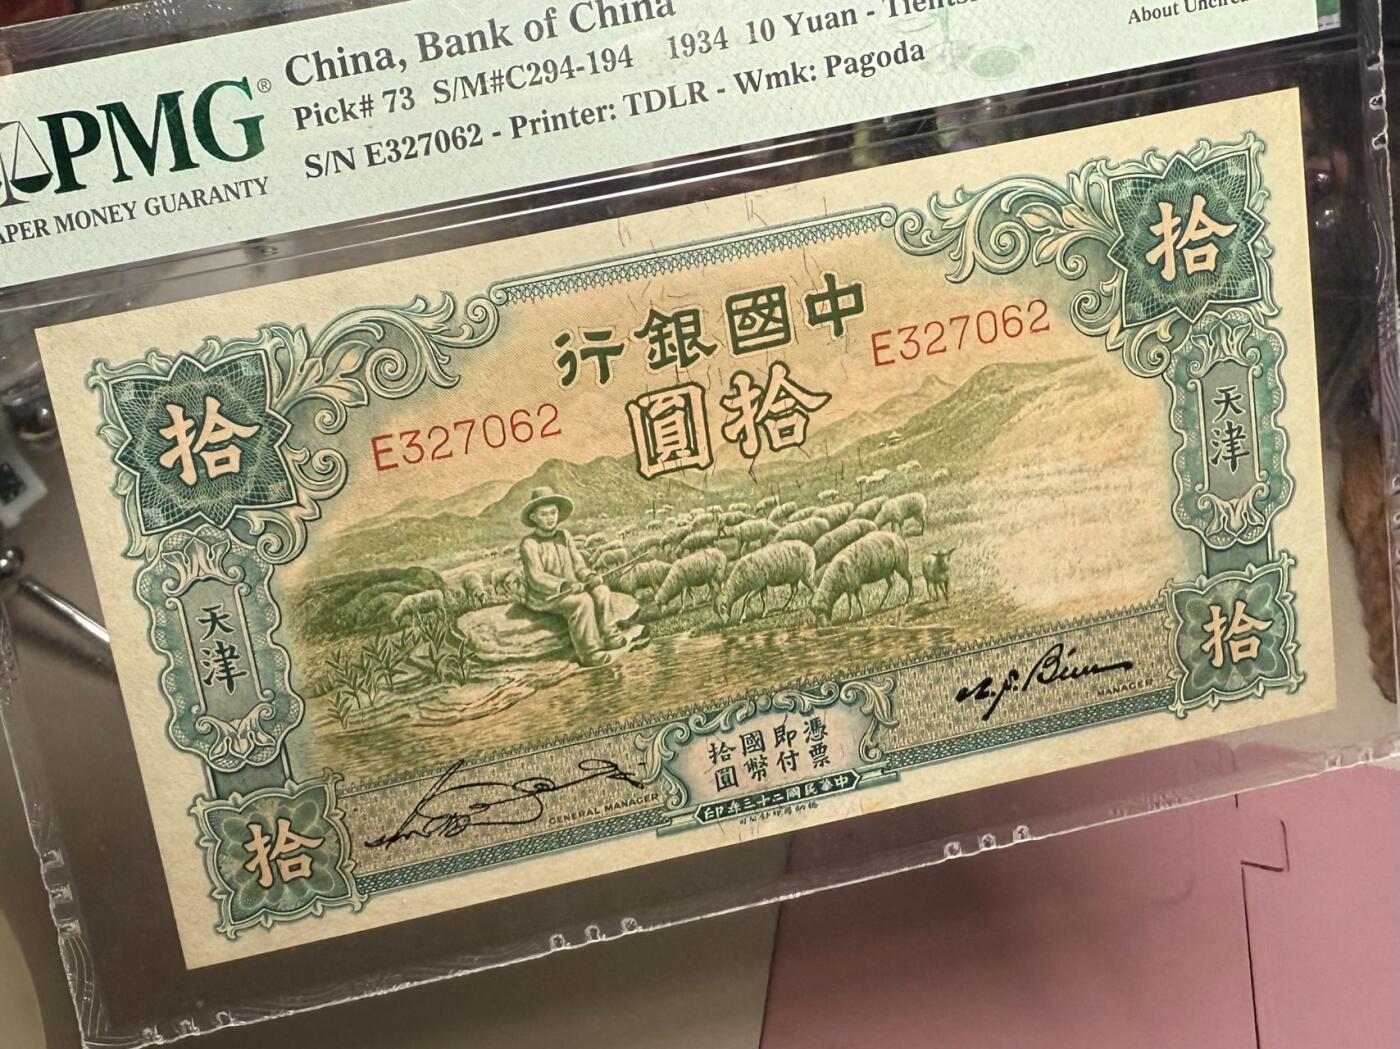 China, Bank of China
Pick# 73 S/M#C294-194 1934 10 Yuan -
S/N E327062 - Printer: TDLR - Wmk: Pagoda
About
PMG®
PAPER MONEY GUARANTY
行銀國中
圓拾
E327062
E327062
拾
拾
天津
天津
拾
拾
憑票
即付
國幣
拾圓
印年三十二國民華中
GENERAL MANAGER
MANAGER